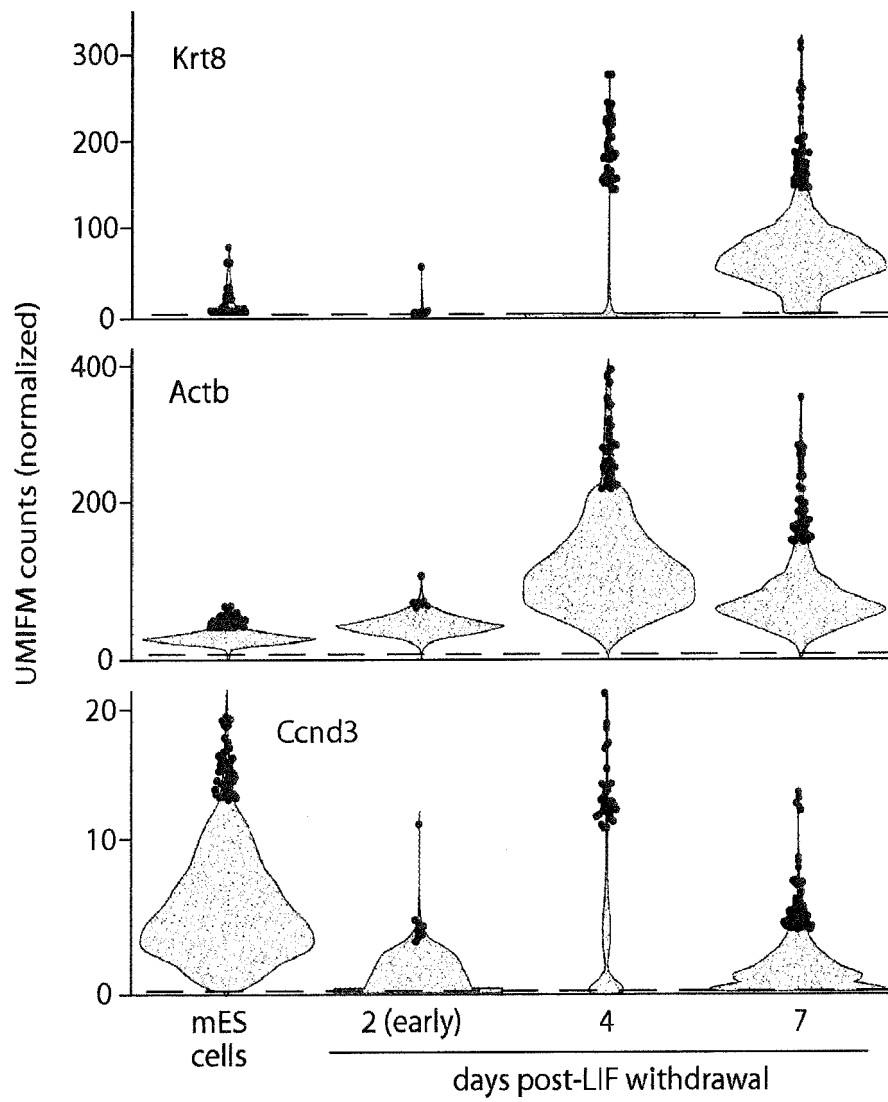 UMIFM counts (normalized)
Krt8
300
200
100
0
Actb
400
200
0
Ccnd3
20
10
0
mES
cells
2 (early)
4
7
days post-LIF withdrawal